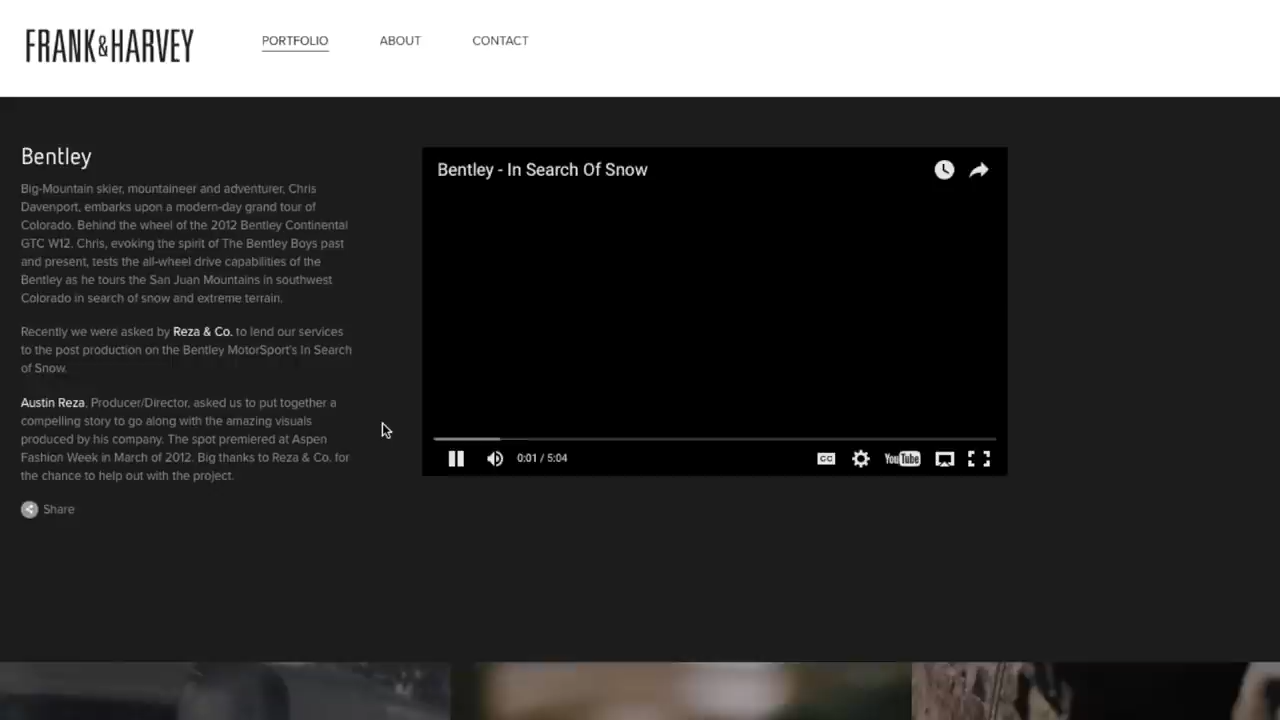 FRANK&HARVEY
PORTFOLIO
ABOUT
CONTACT
Bentley
Big-Mountain skier, mountaineer and adventurer, Chris
Davenport, embarks upon a modern-day grand tour of
Colorado. Behind the wheel of the 2012 Bentley Continental
GTC W12. Chris, evoking the spirit of The Bentley Boys past
and present, tests the all-wheel drive capabilities of the
Bentley as he tours the San Juan Mountains in southwest
Colorado in search of snow and extreme terrain.
Recently we were asked by Reza & Co. to lend our services
to the post production on the Bentley MotorSport's In Search
of Snow.
Austin Reza, Producer/Director, asked us to put together a
compelling story to go along with the amazing visuals
produced by his company. The spot premiered at Aspen
Fashion Week in March of 2012. Big thanks to Reza & Co. for
the chance to help out with the project.
Share
Bentley - In Search Of Snow
0:01 / 5:04
CC
YouTube